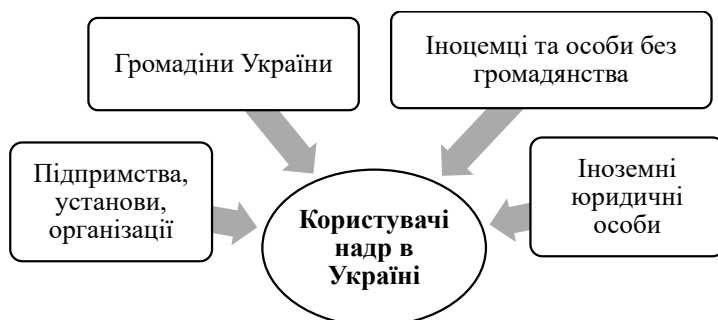 Громадіни України
Іноцемці та особи без
громадянства
Підпримства,
установи,
організації
Користувачі
надр в
Україні
Іноземні
юридичні
особи